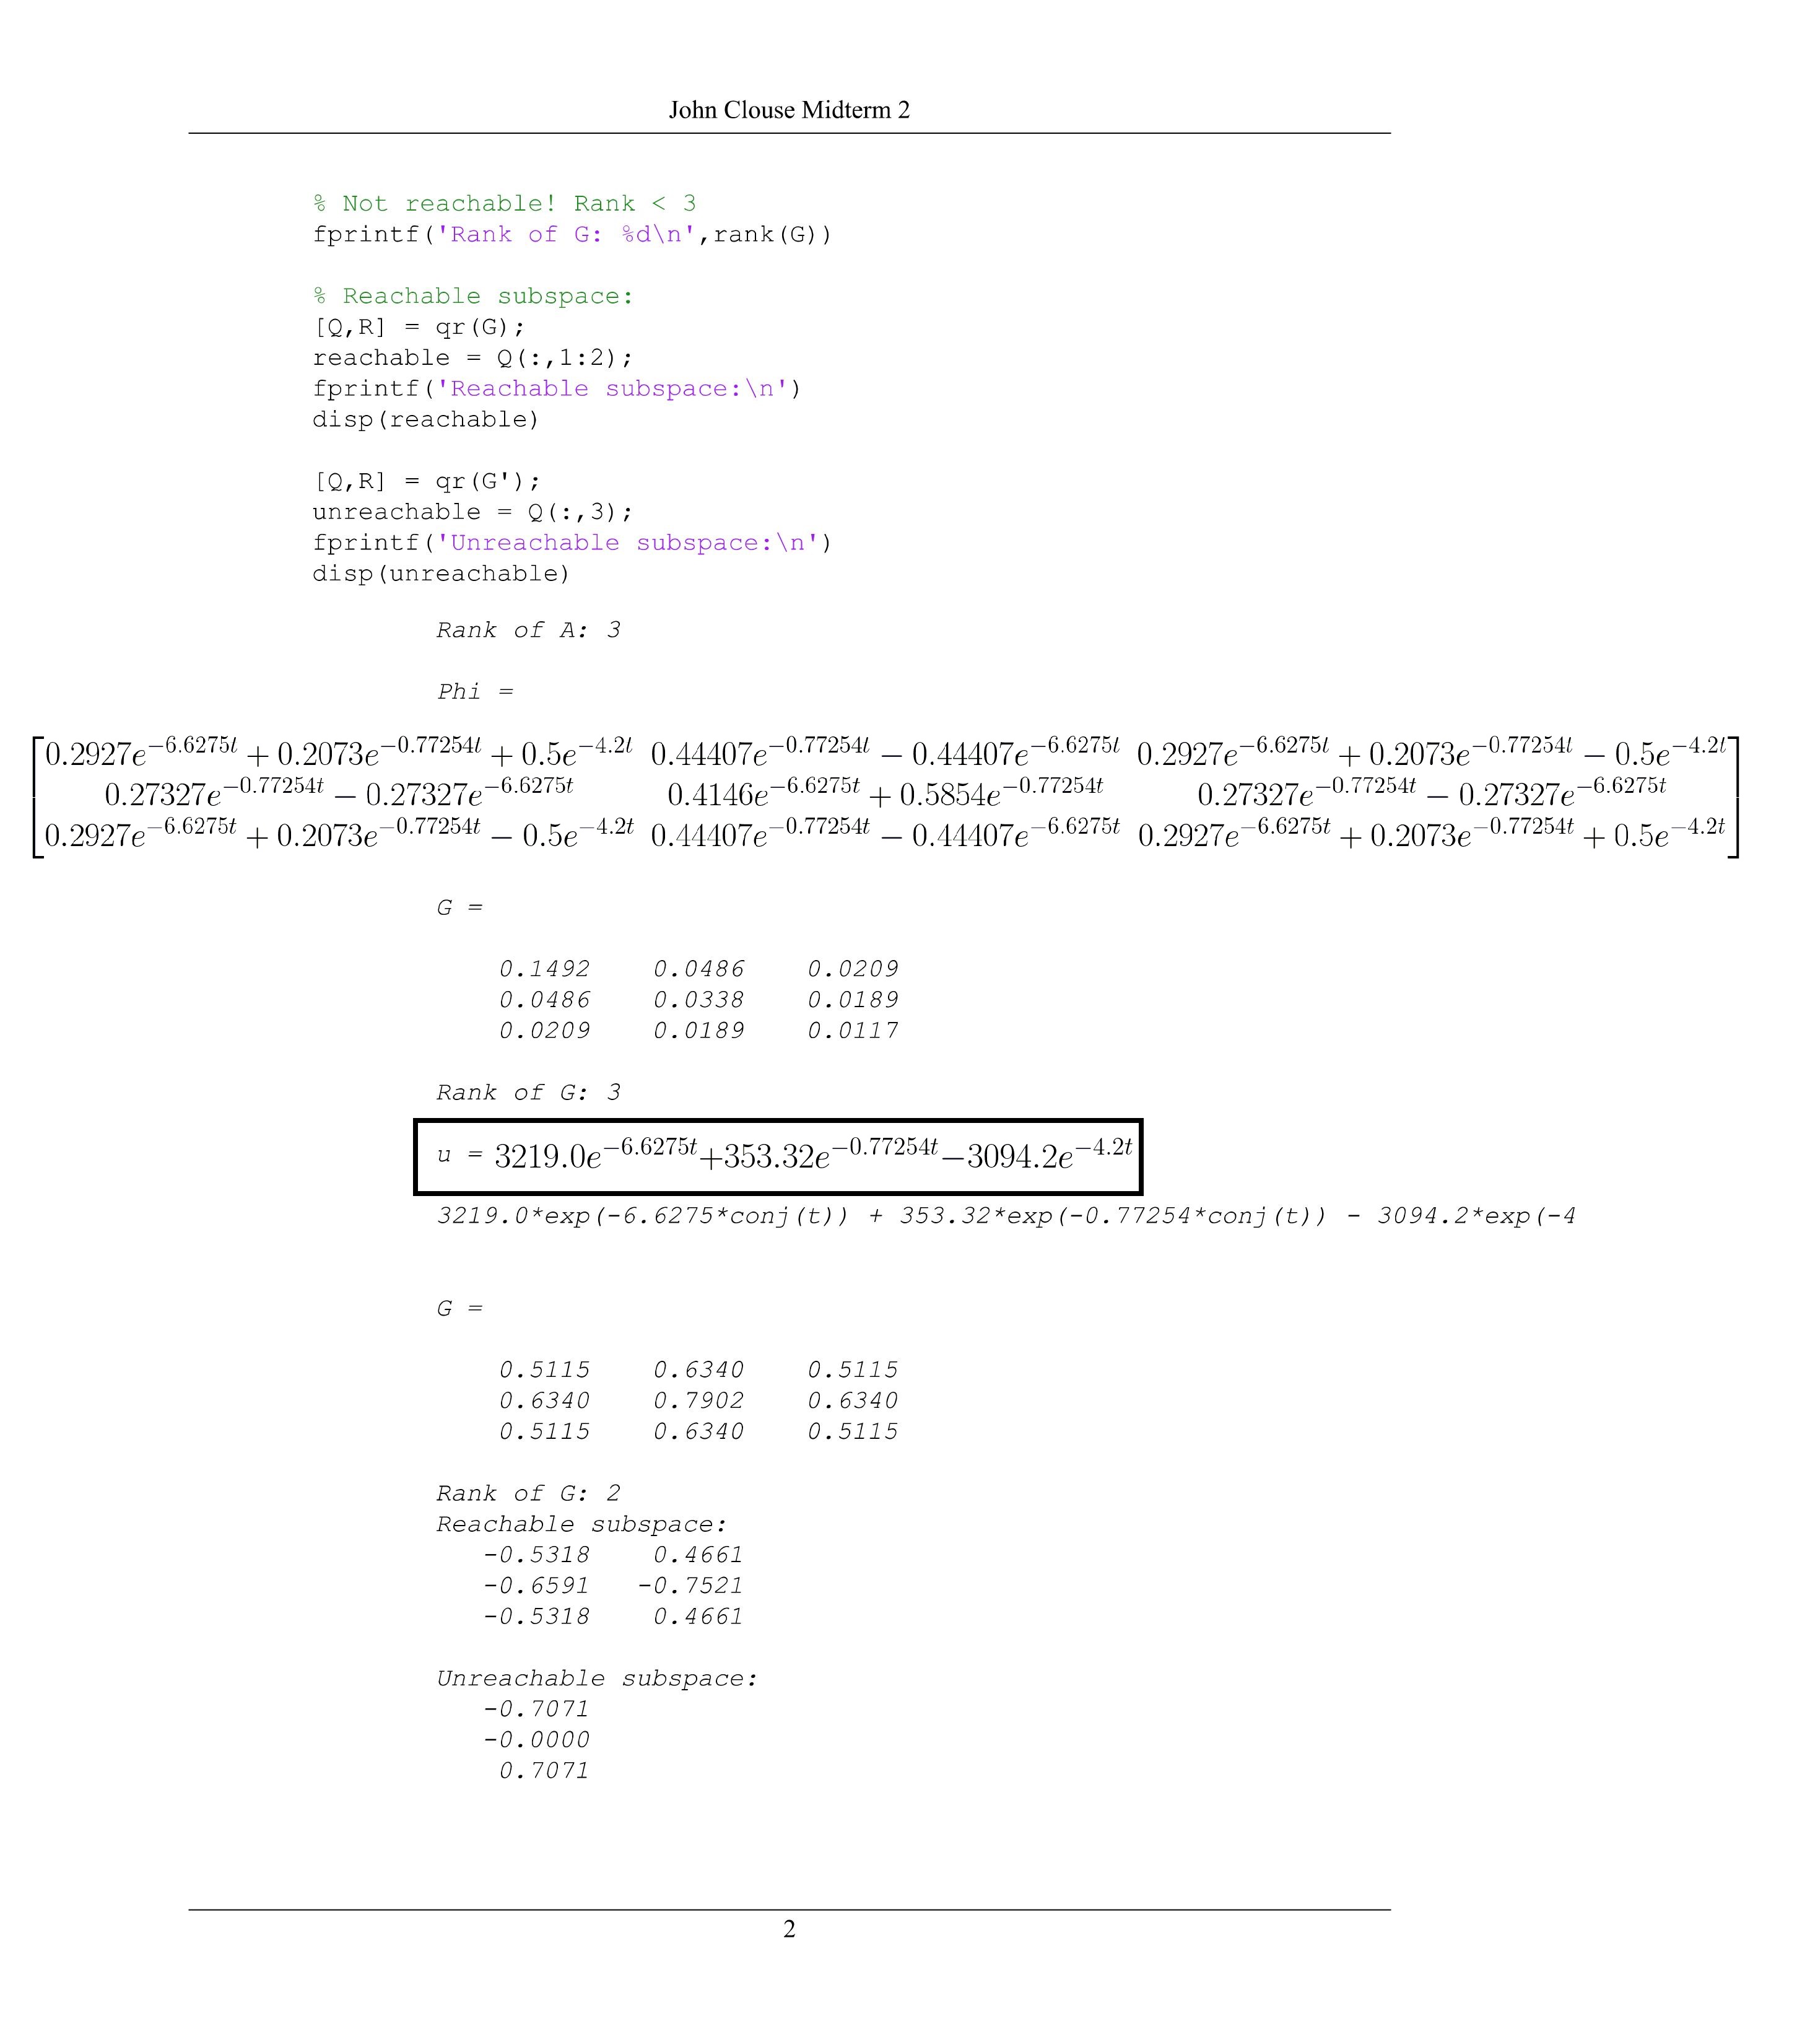 John Clouse Midterm 2
% Not reachable! Rank < 3
fprintf('Rank of G: %d\n',rank(G))
% Reachable subspace:
[Q,R] = qr(G);
reachable = Q(:,1:2);
fprintf('Reachable subspace:\n')
disp(reachable)
[Q,R] = qr(G');
unreachable = Q(:,3);
fprintf('Unreachable subspace:\n')
disp(unreachable)
Rank of A: 3
Phi =
[0.2927e^{−6.6275t} + 0.2073e^{−0.77254t} + 0.5e^{−4.2t} 0.44407e^{−0.77254t} − 0.44407e^{−6.6275t} 0.2927e^{−6.6275t} + 0.2073e^{−0.77254t} − 0.5e^{−4.2t}
0.27327e^{−0.77254t} − 0.27327e^{−6.6275t} 0.4146e^{−6.6275t} + 0.5854e^{−0.77254t} 0.27327e^{−0.77254t} − 0.27327e^{−6.6275t}
0.2927e^{−6.6275t} + 0.2073e^{−0.77254t} − 0.5e^{−4.2t} 0.44407e^{−0.77254t} − 0.44407e^{−6.6275t} 0.2927e^{−6.6275t} + 0.2073e^{−0.77254t} + 0.5e^{−4.2t}]
G =
0.1492 0.0486 0.0209
0.0486 0.0338 0.0189
0.0209 0.0189 0.0117
Rank of G: 3
u = 3219.0e^{−6.6275t}+353.32e^{−0.77254t}−3094.2e^{−4.2t}
3219.0*exp(-6.6275*conj(t)) + 353.32*exp(-0.77254*conj(t)) - 3094.2*exp(-4
G =
0.5115 0.6340 0.5115
0.6340 0.7902 0.6340
0.5115 0.6340 0.5115
Rank of G: 2
Reachable subspace:
-0.5318 0.4661
-0.6591 -0.7521
-0.5318 0.4661
Unreachable subspace:
-0.7071
-0.0000
0.7071
2